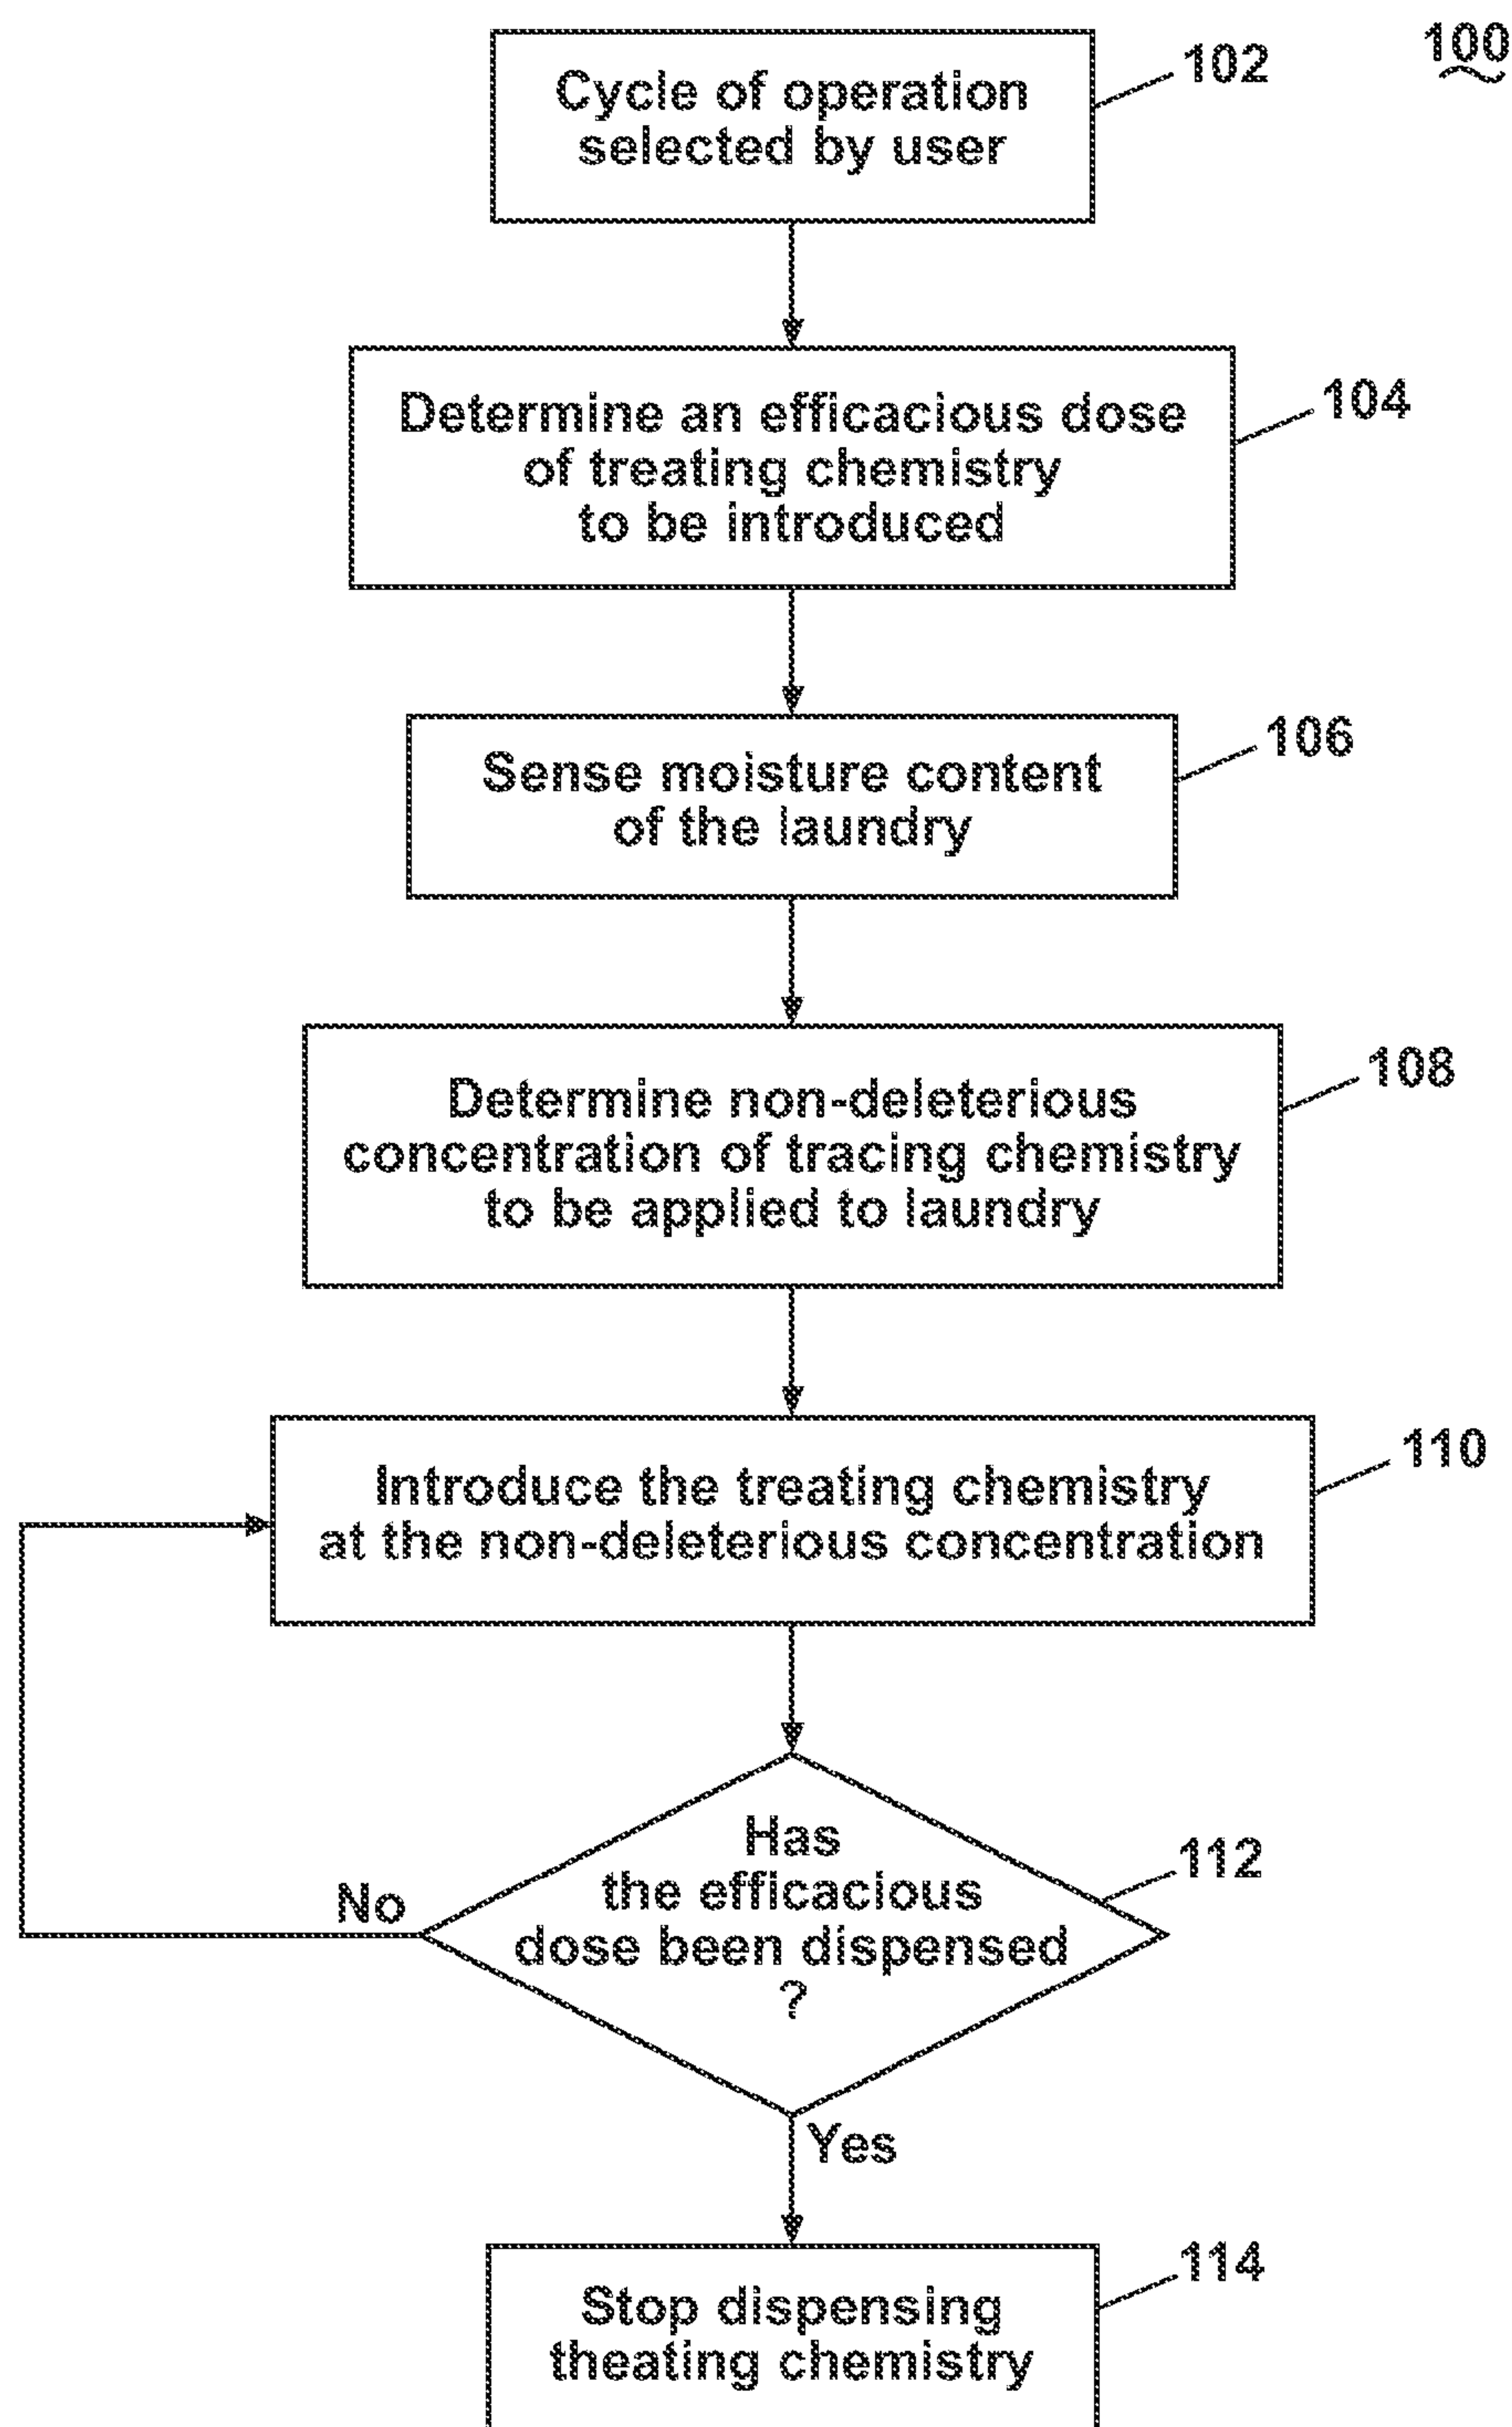 100
Cycle of operation
selected by user
102
Determine an efficacious dose
of treating chemistry
to be introduced
104
Sense moisture content
of the laundry
106
Determine non-deleterious
concentration of tracing chemistry
to be applied to laundry
108
Introduce the treating chemistry
at the non-deleterious concentration
110
Has
the efficacious
dose been dispensed
?
112
No
Yes
Stop dispensing
theating chemistry
114